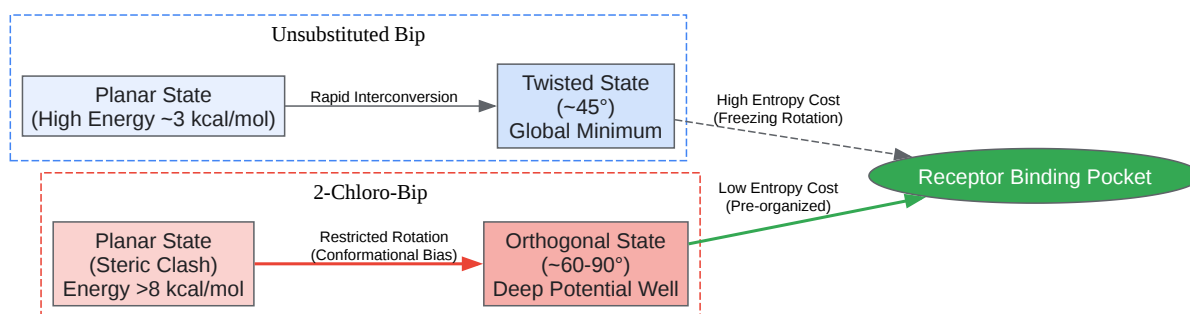 Unsubstituted Bip
Planar State
(High Energy ~3 kcal/mol)
Rapid Interconversion
Twisted State
(~45°)
Global Minimum
High Entropy Cost
(Freezing Rotation)
Receptor Binding Pocket
2-Chloro-Bip
Planar State
(Steric Clash)
Energy >8 kcal/mol
Restricted Rotation
(Conformational Bias)
Orthogonal State
(~60-90°)
Deep Potential Well
Low Entropy Cost
(Pre-organized)